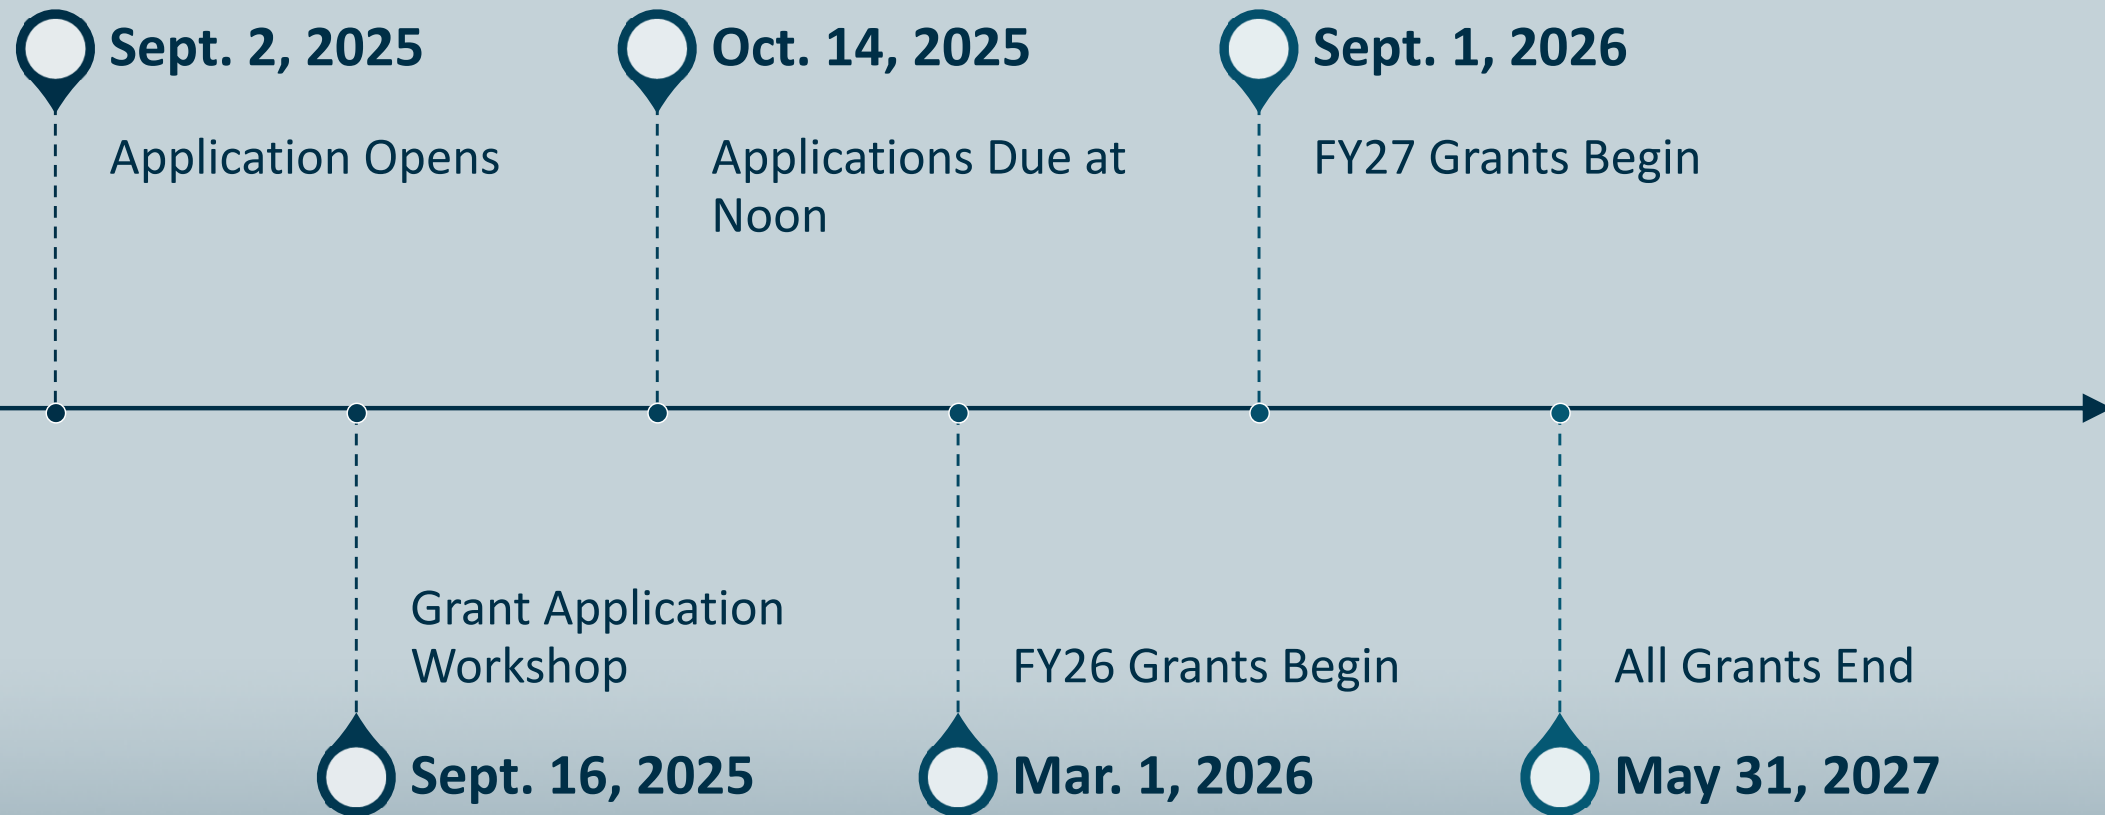 Sept. 2, 2025
Application Opens
Oct. 14, 2025
Applications Due at
Noon
Sept. 1, 2026
FY27 Grants Begin
Grant Application
Workshop
Sept. 16, 2025
FY26 Grants Begin
Mar. 1, 2026
All Grants End
May 31, 2027